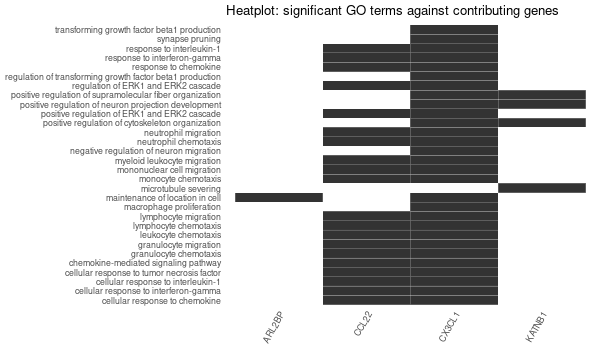 Heatplot: significant GO terms against contributing genes
transforming growth factor beta1 production
synapse pruning
response to interleukin-1
response to interferon-gamma
response to chemokine
regulation of transforming growth factor beta1 production
regulation of ERK1 and ERK2 cascade
positive regulation of supramolecular fiber organization
positive regulation of neuron projection development
positive regulation of ERK1 and ERK2 cascade
positive regulation of cytoskeleton organization
neutrophil migration
neutrophil chemotaxis
negative regulation of neuron migration
myeloid leukocyte migration
mononuclear cell migration
monocyte chemotaxis
microtubule severing
maintenance of location in cell
macrophage proliferation
lymphocyte migration
lymphocyte chemotaxis
leukocyte chemotaxis
granulocyte migration
granulocyte chemotaxis
chemokine-mediated signaling pathway
cellular response to tumor necrosis factor
cellular response to interleukin-1
cellular response to interferon-gamma
cellular response to chemokine
ARL2BP
CCL22
CX3CL1
KATNB1